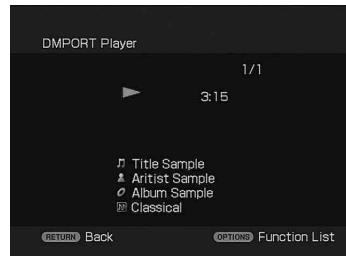 DMPORT Player
1/1
3:15
Title Sample
Aritist Sample
Album Sample
Classical
RETURN Back OPTIONS Function List